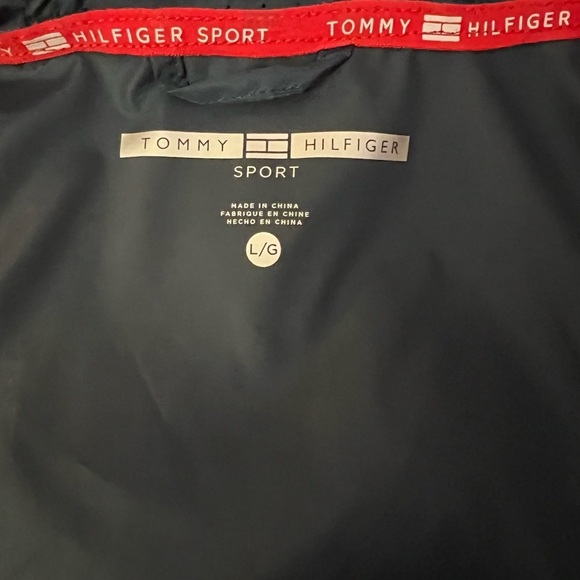 HILFIGER SPORT TOMMY HILFIGER
TOMMY HILFIGER
SPORT
MADE IN CHINA
FABRIQUE EN CHINE
HECHO EN CHINA
L/G